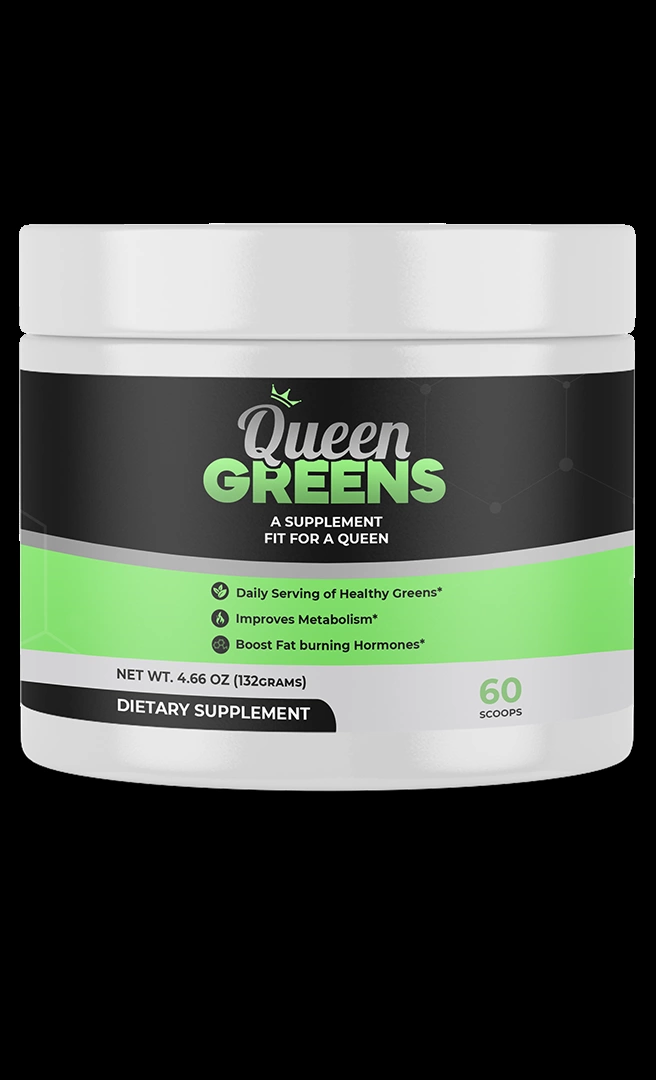 Queen
GREENS
A SUPPLEMENT
FIT FOR A QUEEN
Daily Serving of Healthy Greens*
Improves Metabolism*
Boost Fat burning Hormones*
NET WT. 4.66 OZ (132GRAMS)
DIETARY SUPPLEMENT
60
SCOOPS